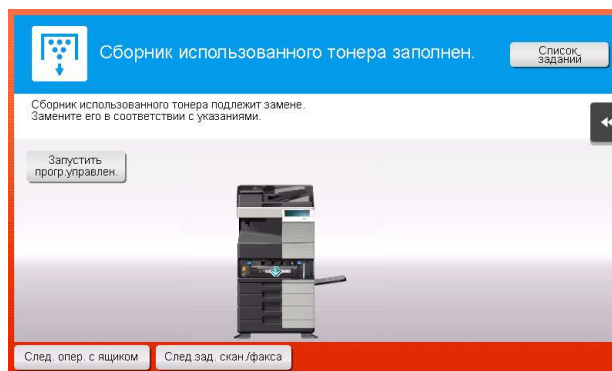 Сборник использованного тонера заполнен.
Список
заданий
Сборник использованного тонера подлежит замене.
Замените его в соответствии с указаниями.
Запустить
прогр.управлен.
След. опер. с ящиком
След.зад. скан./факса